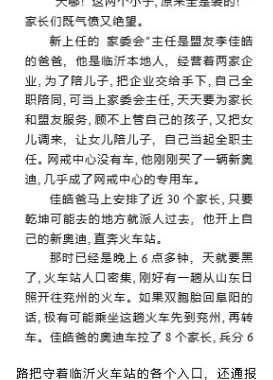 天哪！这两个小子，原来全是装的！”
家长们既气愤又绝望。
新上任的“家委会”主任是盟友李佳皓
的爸爸，他是临沂本地人，经营着两家企
业，为了陪儿子，把企业交给手下，自己全
职陪同，可当上家委会主任，天天要为家长
和盟友服务，顾不上管自己的孩子，又把女
儿调来，让女儿陪儿子，自己当起全职主
任。网戒中心没有车，他刚刚买了一辆新奥
迪，几乎成了网戒中心的专用车。
佳皓爸马上安排了近 30 个家长，只要
乾坤可能去的地方就派人过去，他开上自
己的新奥迪，直奔火车站。
那时已经是晚上 6 点多钟，天就要黑
了，火车站人口密集，刚好有一趟从山东日
照开往兖州的火车。如果双胞胎回阜阳的
话，极有可能乘坐这趟火车先到兖州，再转
车。佳皓爸的奥迪车拉了 8 个家长，兵分 6
路把守着临沂火车站的各个入口，还通报